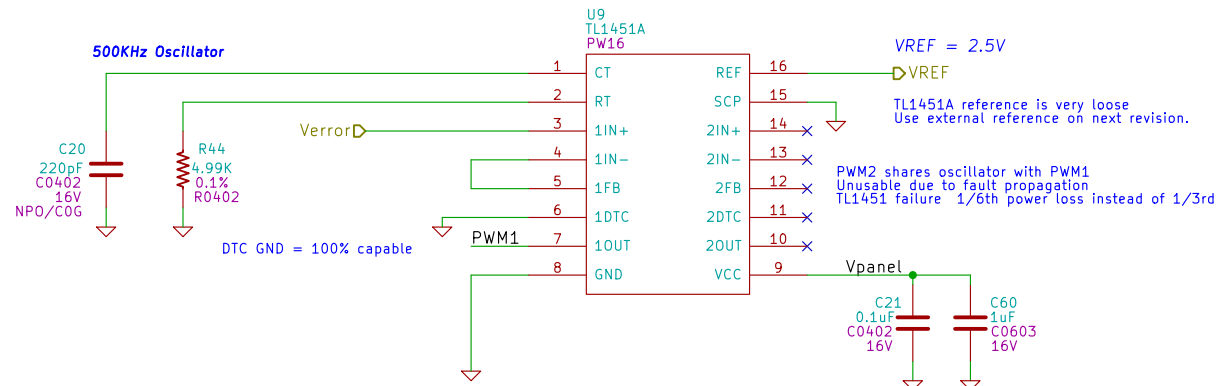 U9
TL1451A
PW16
500KHz Oscillator
VREF = 2.5V
1 CT
REF 16
VREF
2 RT
SCP 15
TL1451A reference is very loose
Use external reference on next revision.
Verror
3 1IN+
2IN+ 14
C20
220pF
C0402
16V
NPO/C0G
R44
4.99K
0.1%
R0402
4 1IN-
2IN- 13
5 1FB
2FB 12
PWM2 shares oscillator with PWM1
Unusable due to fault propagation
TL1451 failure  1/6th power loss instead of 1/3rd
6 1DTC
2DTC 11
DTC GND = 100% capable
PWM1
7 1OUT
2OUT 10
8 GND
VCC 9
Vpanel
C21
0.1uF
C0402
16V
C60
1uF
C0603
16V